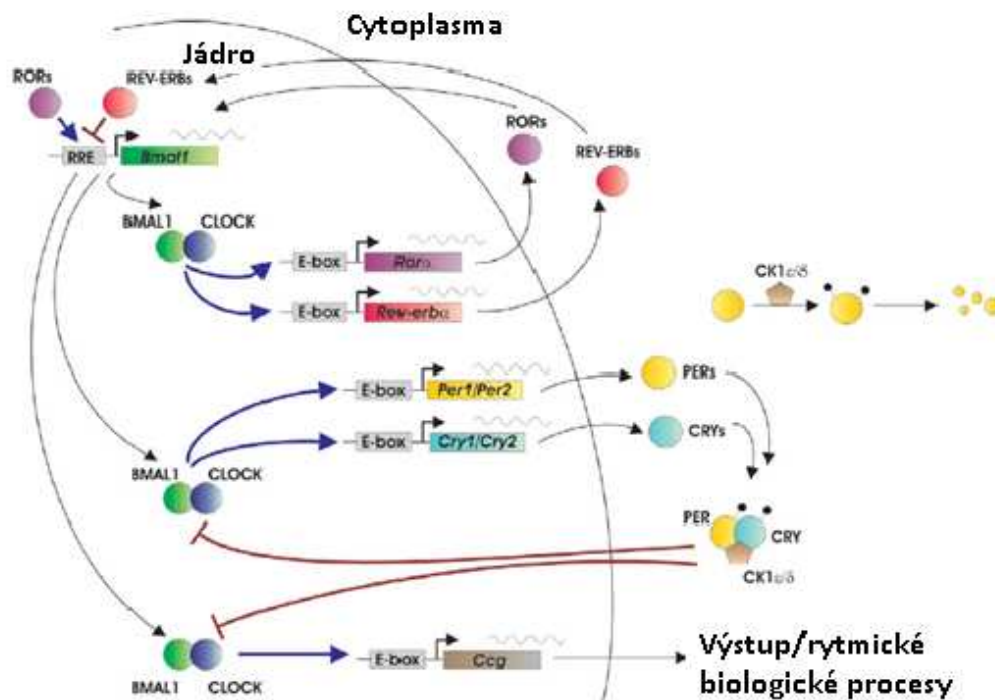 Cytoplasma
Jádro
RORs
REV-ERBs
RORs
REV-ERBs
RRE
Bmal1
BMAL1
CLOCK
E-box
Rorα
E-box
Rev-erbα
CK1ε/δ
E-box
Per1/Per2
PERs
E-box
Cry1/Cry2
CRYs
BMAL1
CLOCK
PER
CRY
CK1ε/δ
BMAL1
CLOCK
E-box
Ccg
Výstup/rytmické
biologické procesy